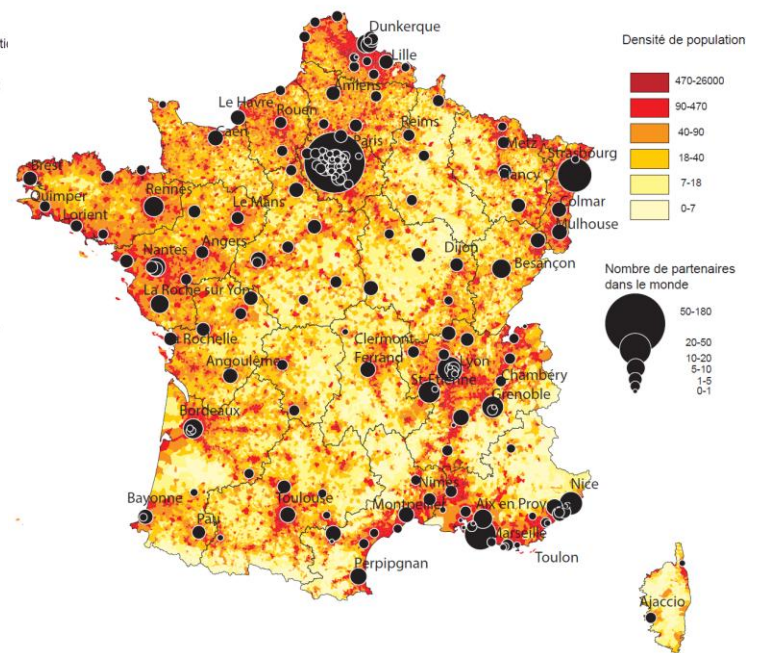 Dunkerque
Lille
Amiens
Le Havre
Rouen
Caen
Reims
Paris
Metz
Strasbourg
Nancy
Brest
Quimper
Rennes
Lorient
Le Mans
Colmar
Mulhouse
Nantes
Angers
Dijon
Besançon
La Roche sur Yon
La Rochelle
Clermont
Ferrand
Lyon
Angoulême
St Etienne
Chambéry
Grenoble
Bordeaux
Bayonne
Pau
Toulouse
Nimes
Montpellier
Aix en Prov
Nice
Marseille
Toulon
Perpipgnan
Ajaccio
Densité de population
470-26000
90-470
40-90
18-40
7-18
0-7
Nombre de partenaires
dans le monde
50-180
20-50
10-20
5-10
1-5
0-1